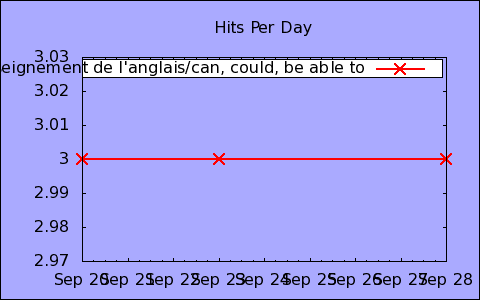 Hits Per Day
3.03
eignement de l'anglais/can, could, be able to
3.02
3.01
3
2.99
2.98
2.97
Sep 20 Sep 21 Sep 22 Sep 23 Sep 24 Sep 25 Sep 26 Sep 27 Sep 28